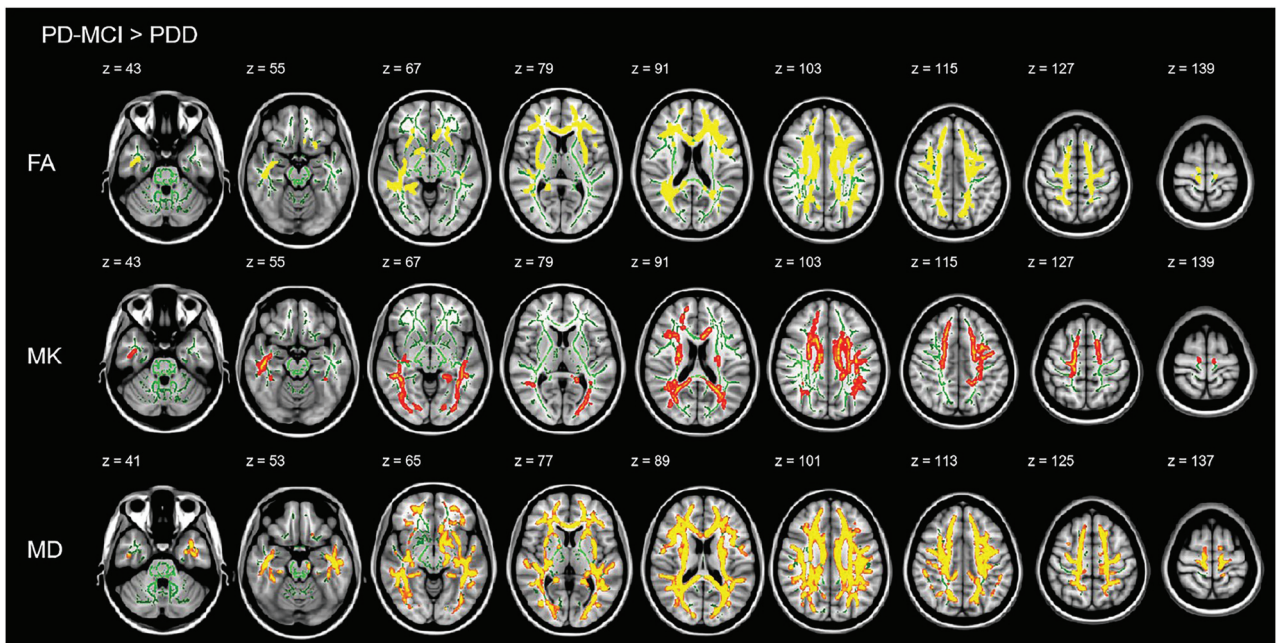 PD-MCI > PDD
z = 43 z = 55 z = 67 z = 79 z = 91 z = 103 z = 115 z = 127 z = 139
FA
z = 43 z = 55 z = 67 z = 79 z = 91 z = 103 z = 115 z = 127 z = 139
MK
z = 41 z = 53 z = 65 z = 77 z = 89 z = 101 z = 113 z = 125 z = 137
MD